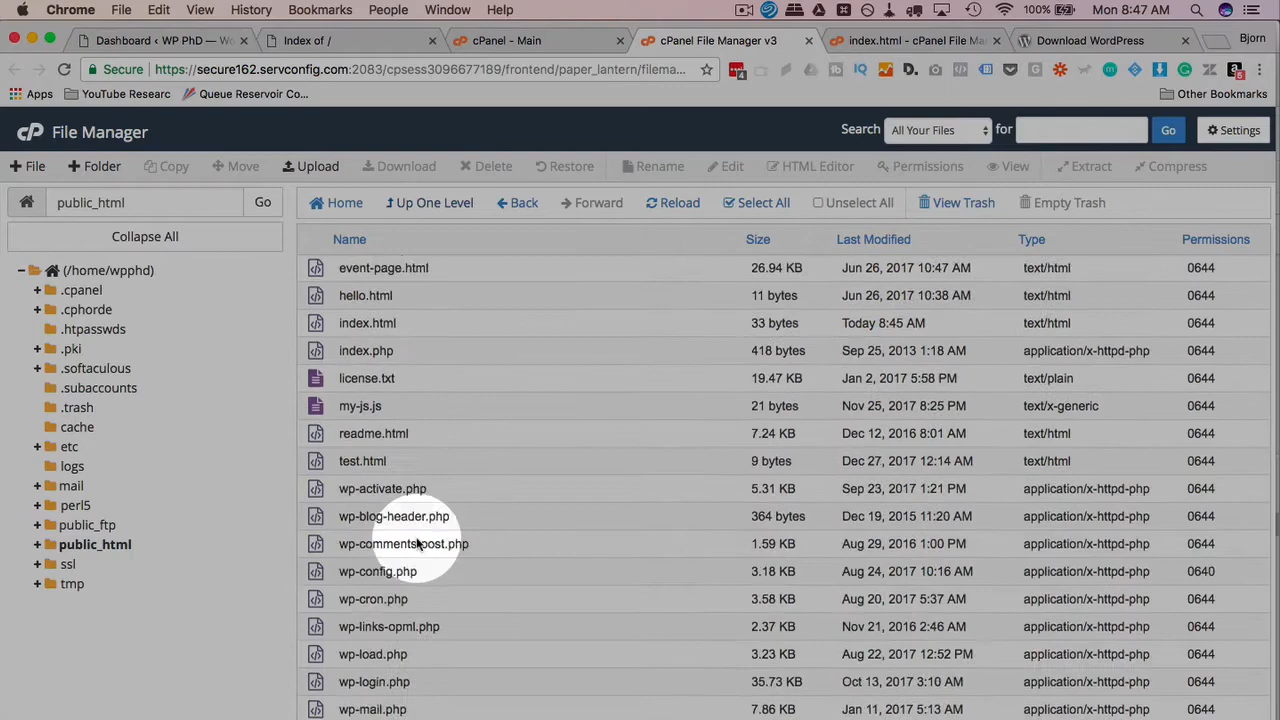 Chrome File Edit View History Bookmarks People Window Help 100% Mon 8:47 AM
Dashboard ‹ WP PhD — Wo × Index of / × cPanel - Main × cPanel File Manager v3 × index.html - cPanel File Ma × Download WordPress × Bjorn
Secure https://secure162.servconfig.com:2083/cpsess3096677189/frontend/paper_lantern/filema...
Apps YouTube Researc Queue Reservoir Co... Other Bookmarks
cP File Manager Search All Your Files for Go Settings
+ File + Folder Copy Move Upload Download Delete Restore Rename Edit HTML Editor Permissions View Extract Compress
public_html Go Home Up One Level Back Forward Reload Select All Unselect All View Trash Empty Trash
Collapse All
Name Size Last Modified Type Permissions
(/home/wpphd)
.cpanel
.cphorde
.htpasswds
.pki
.softaculous
.subaccounts
.trash
cache
etc
logs
mail
perl5
public_ftp
public_html
ssl
tmp
event-page.html 26.94 KB Jun 26, 2017 10:47 AM text/html 0644
hello.html 11 bytes Jun 26, 2017 10:38 AM text/html 0644
index.html 33 bytes Today 8:45 AM text/html 0644
index.php 418 bytes Sep 25, 2013 1:18 AM application/x-httpd-php 0644
license.txt 19.47 KB Jan 2, 2017 5:58 PM text/plain 0644
my-js.js 21 bytes Nov 25, 2017 8:25 PM text/x-generic 0644
readme.html 7.24 KB Dec 12, 2016 8:01 AM text/html 0644
test.html 9 bytes Dec 27, 2017 12:14 AM text/html 0644
wp-activate.php 5.31 KB Sep 23, 2017 1:21 PM application/x-httpd-php 0644
wp-blog-header.php 364 bytes Dec 19, 2015 11:20 AM application/x-httpd-php 0644
wp-comments-post.php 1.59 KB Aug 29, 2016 1:00 PM application/x-httpd-php 0644
wp-config.php 3.18 KB Aug 24, 2017 10:16 AM application/x-httpd-php 0640
wp-cron.php 3.58 KB Aug 20, 2017 5:37 AM application/x-httpd-php 0644
wp-links-opml.php 2.37 KB Nov 21, 2016 2:46 AM application/x-httpd-php 0644
wp-load.php 3.23 KB Aug 22, 2017 12:52 PM application/x-httpd-php 0644
wp-login.php 35.73 KB Oct 13, 2017 3:10 AM application/x-httpd-php 0644
wp-mail.php 7.86 KB Jan 11, 2017 5:13 AM application/x-httpd-php 0644